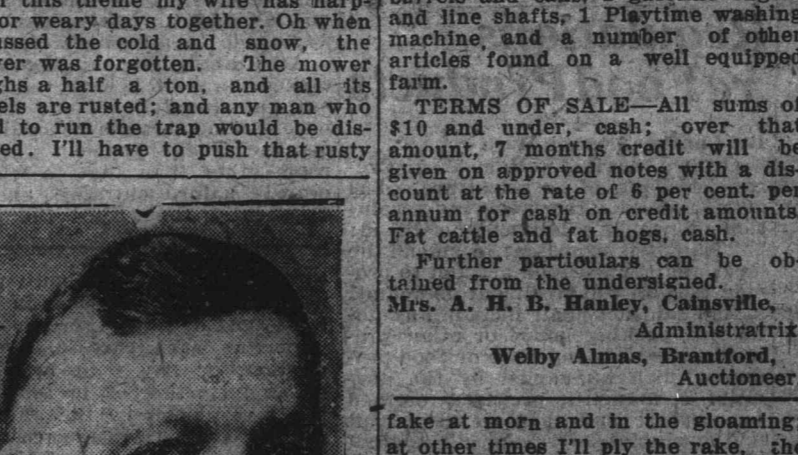 this theme my wife has harp-
or weary days together. Oh when
ussed the cold and snow, the
er was forgotten. The mower
ghs a half a ton, and all its
els are rusted; and any man who
to run the trap would be dis-
ed. I'll have to push that rusty
and line shafts, 1 Playtime washing
machine, and a number of other
articles found on a well equipped
farm.
TERMS OF SALE—All sums of
$10 and under, cash; over that
amount, 7 months credit will be
given on approved notes with a dis-
count at the rate of 6 per cent. per
annum for cash on credit amounts
Fat cattle and fat hogs, cash.
Further particulars can be ob-
tained from the undersigned.
Mrs. A. H. B. Hanley, Cainsville,
Administratrix
Welby Almas, Brantford,
Auctioneer
fake at morn and in the gloaming
at other times I'll ply the rake, the